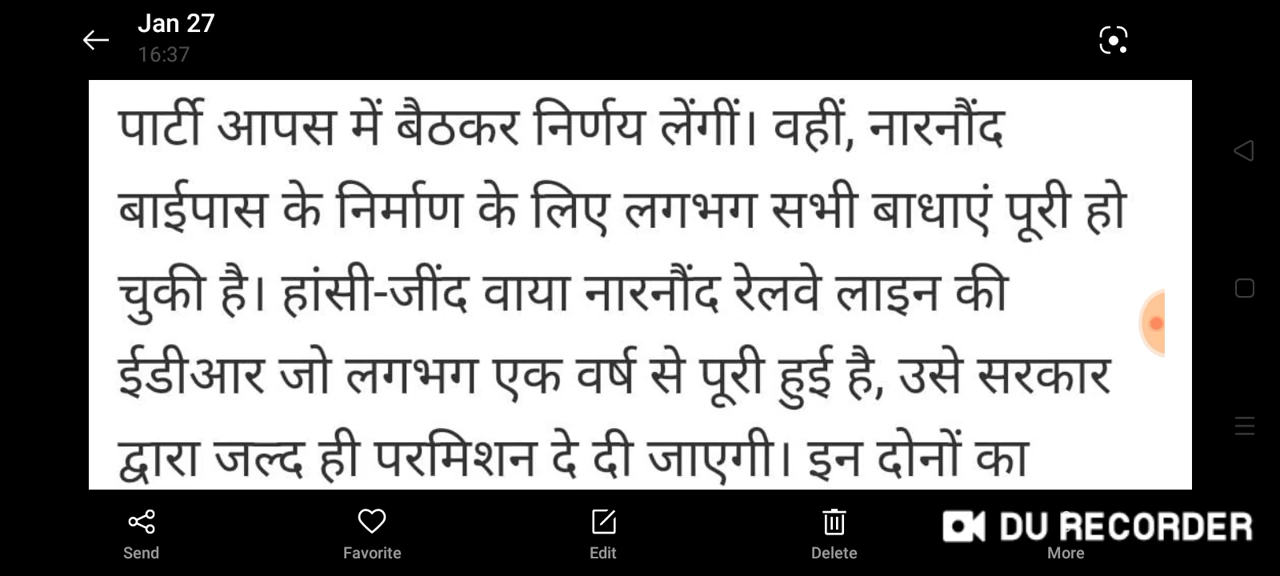 Jan 27
16:37
पार्टी आपस में बैठकर निर्णय लेंगीं। वहीं, नारनौंद
बाईपास के निर्माण के लिए लगभग सभी बाधाएं पूरी हो
चुकी है। हांसी-जींद वाया नारनौंद रेलवे लाइन की
ईडीआर जो लगभग एक वर्ष से पूरी हुई है, उसे सरकार
द्वारा जल्द ही परमिशन दे दी जाएगी। इन दोनों का
Send Favorite Edit Delete More
DU RECORDER